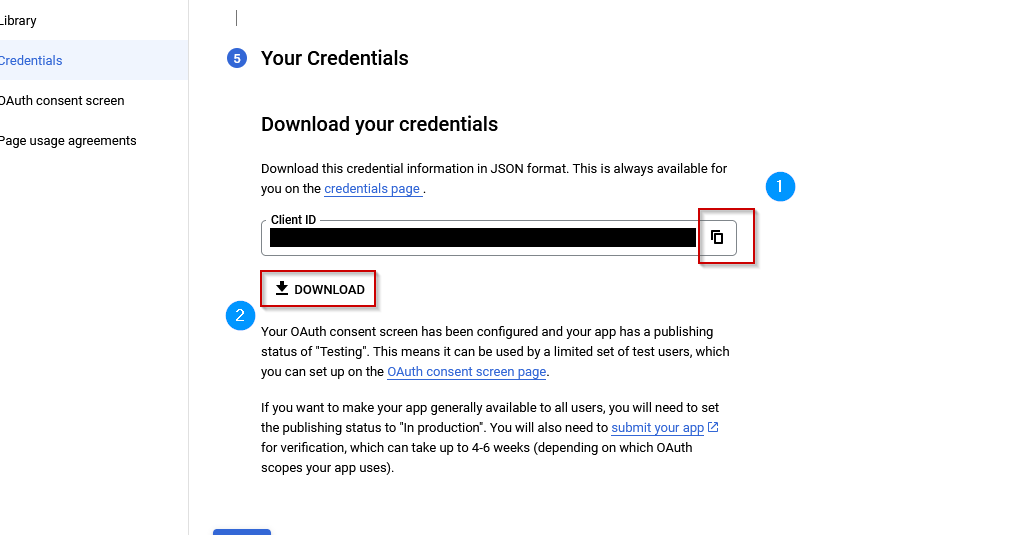 Library
Credentials
OAuth consent screen
Page usage agreements
5 Your Credentials
Download your credentials
Download this credential information in JSON format. This is always available for
you on the credentials page .
1
Client ID
DOWNLOAD
2
Your OAuth consent screen has been configured and your app has a publishing
status of "Testing". This means it can be used by a limited set of test users, which
you can set up on the OAuth consent screen page.
If you want to make your app generally available to all users, you will need to set
the publishing status to "In production". You will also need to submit your app
for verification, which can take up to 4-6 weeks (depending on which OAuth
scopes your app uses).